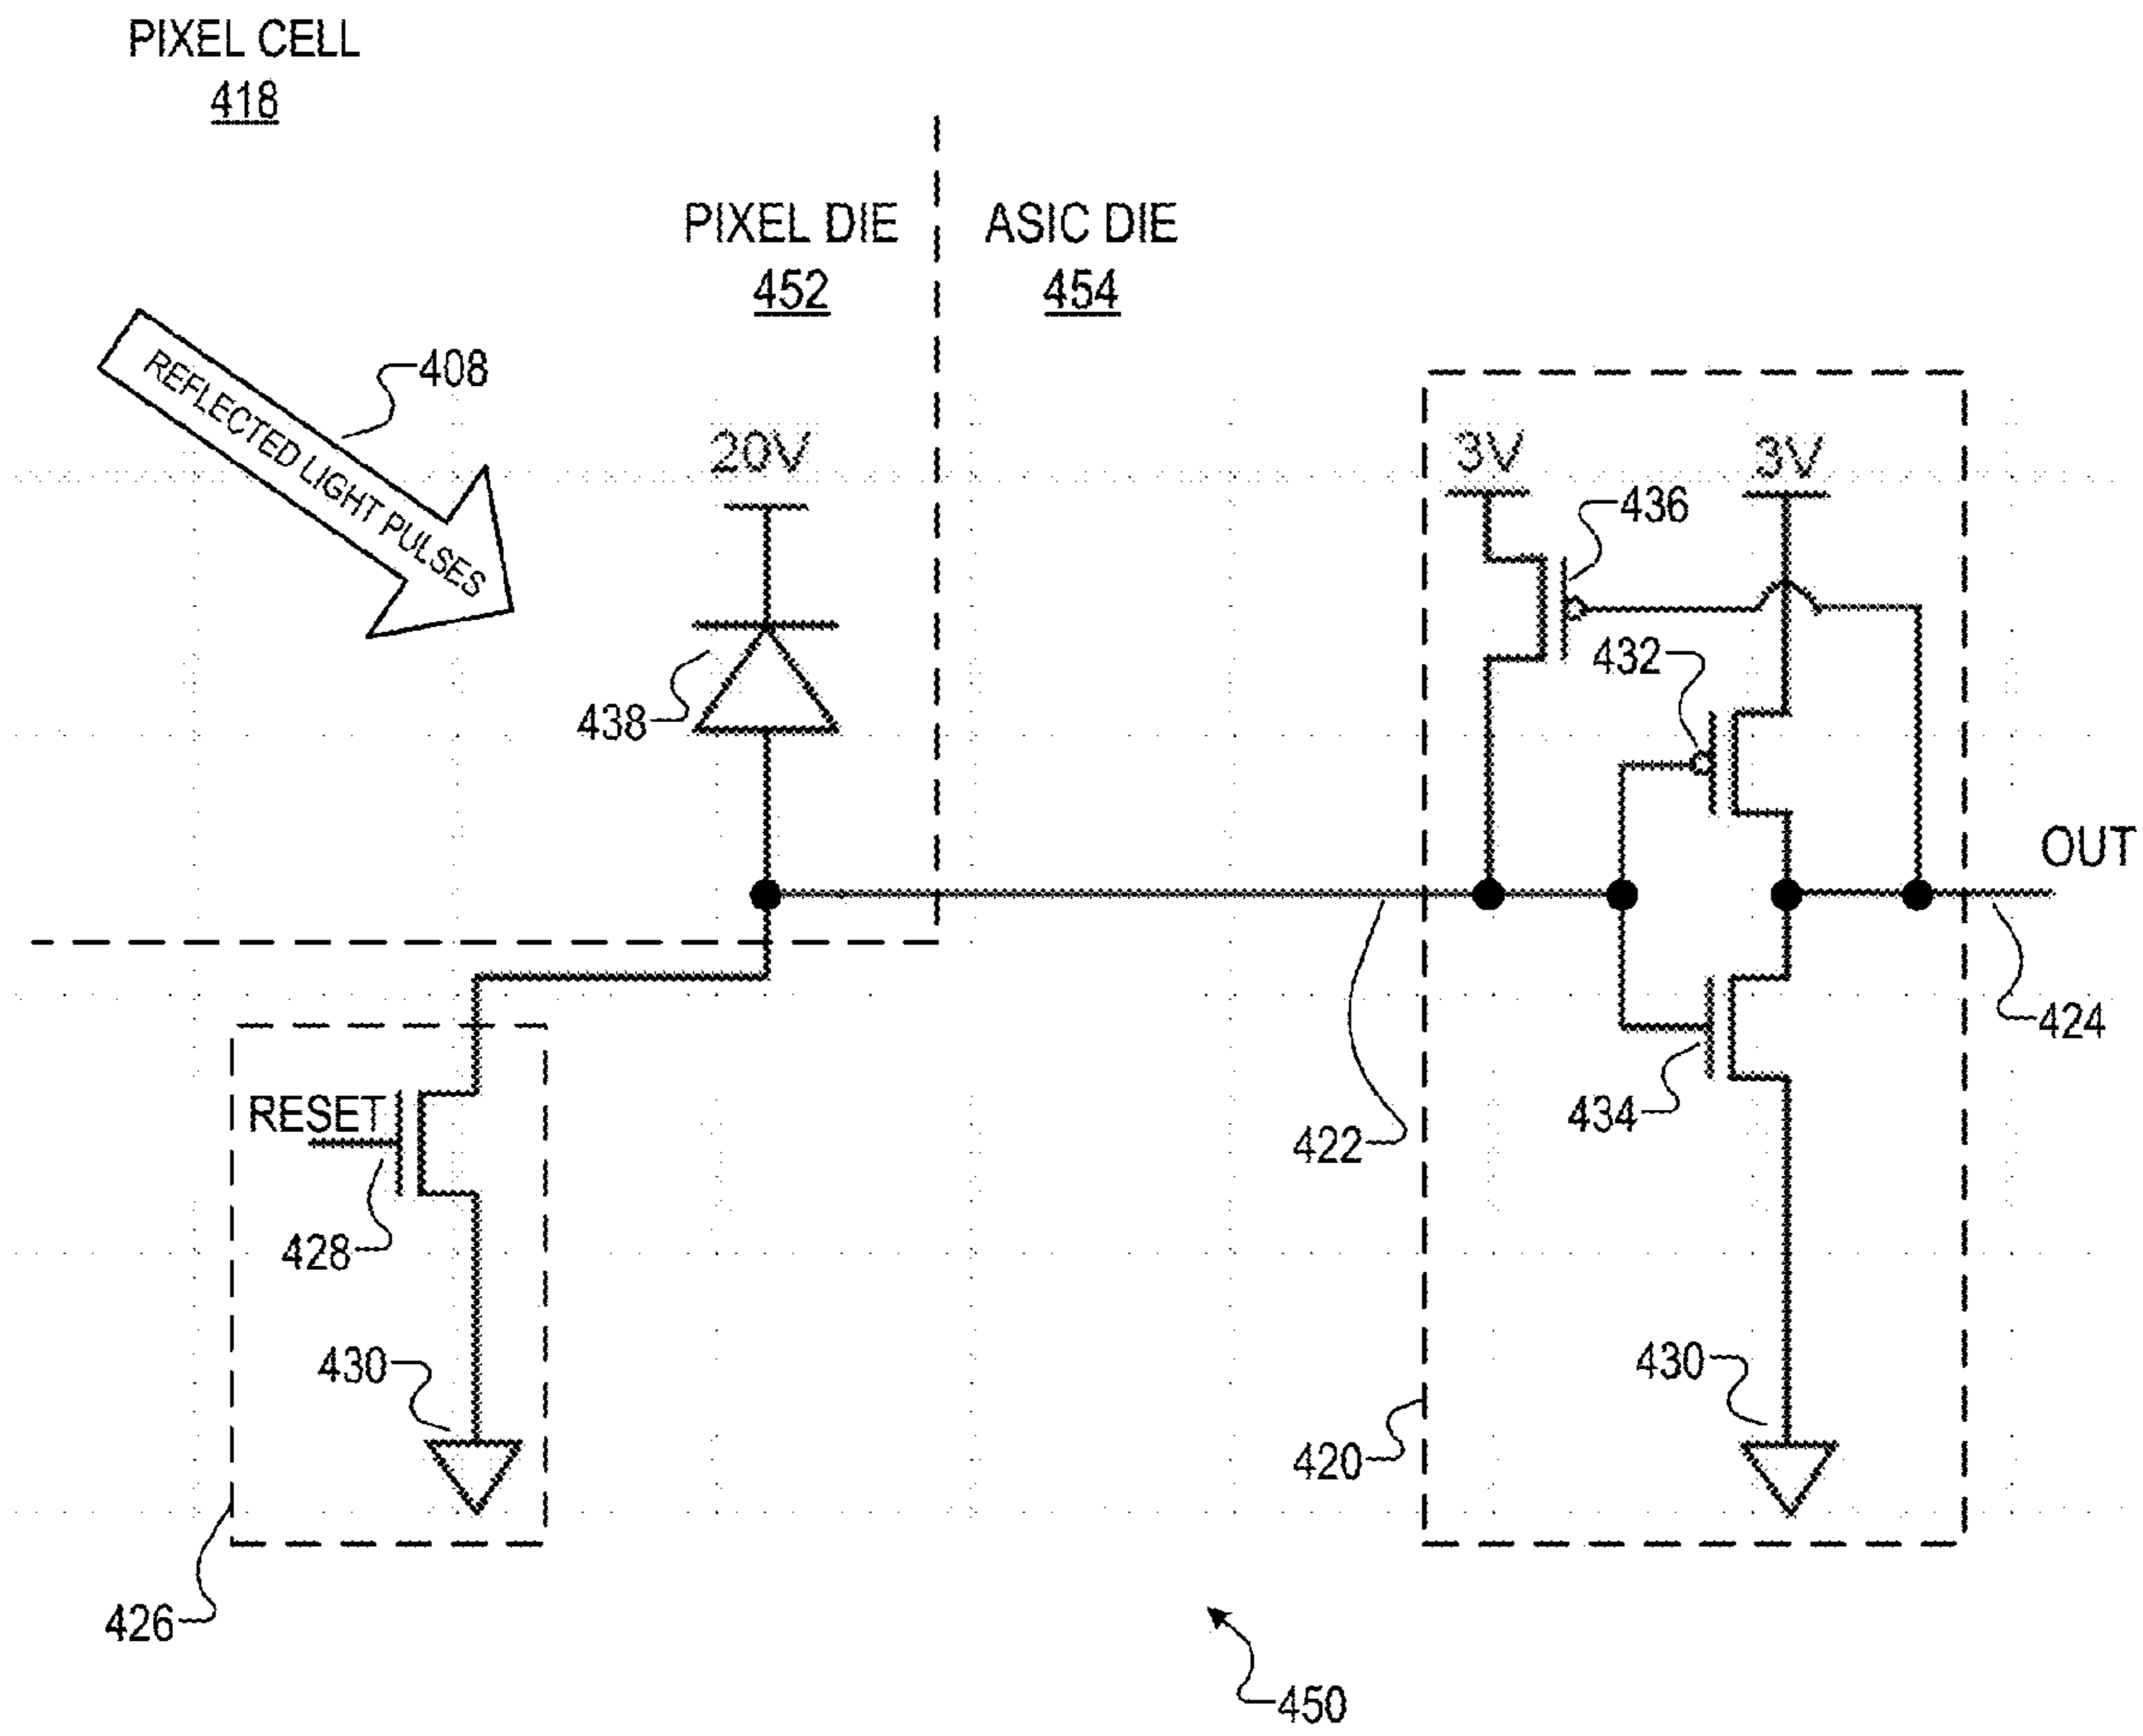 PIXEL CELL
418
PIXEL DIE
452
ASIC DIE
454
REFLECTED LIGHT PULSES
408
20V
3V
3V
436
432
438
OUT
424
RESET
434
422
428
430
430
420
426
450